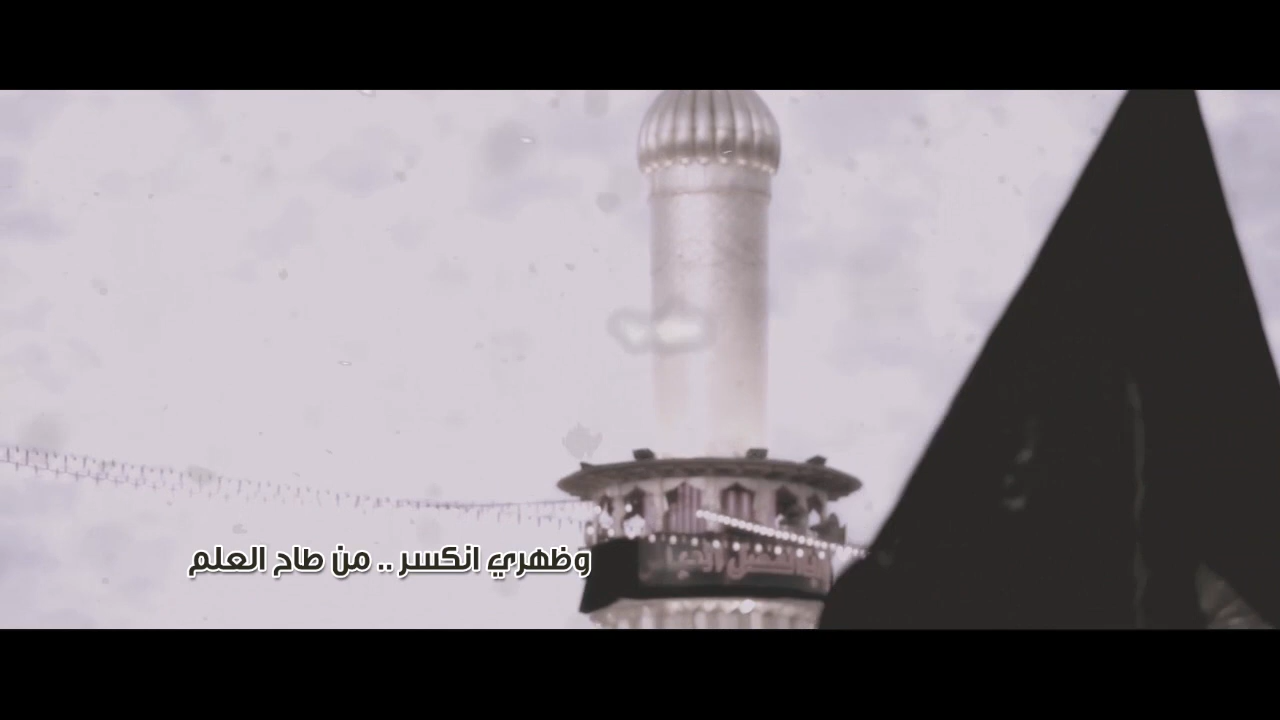 وظهري انكسر .. من طاح العلم